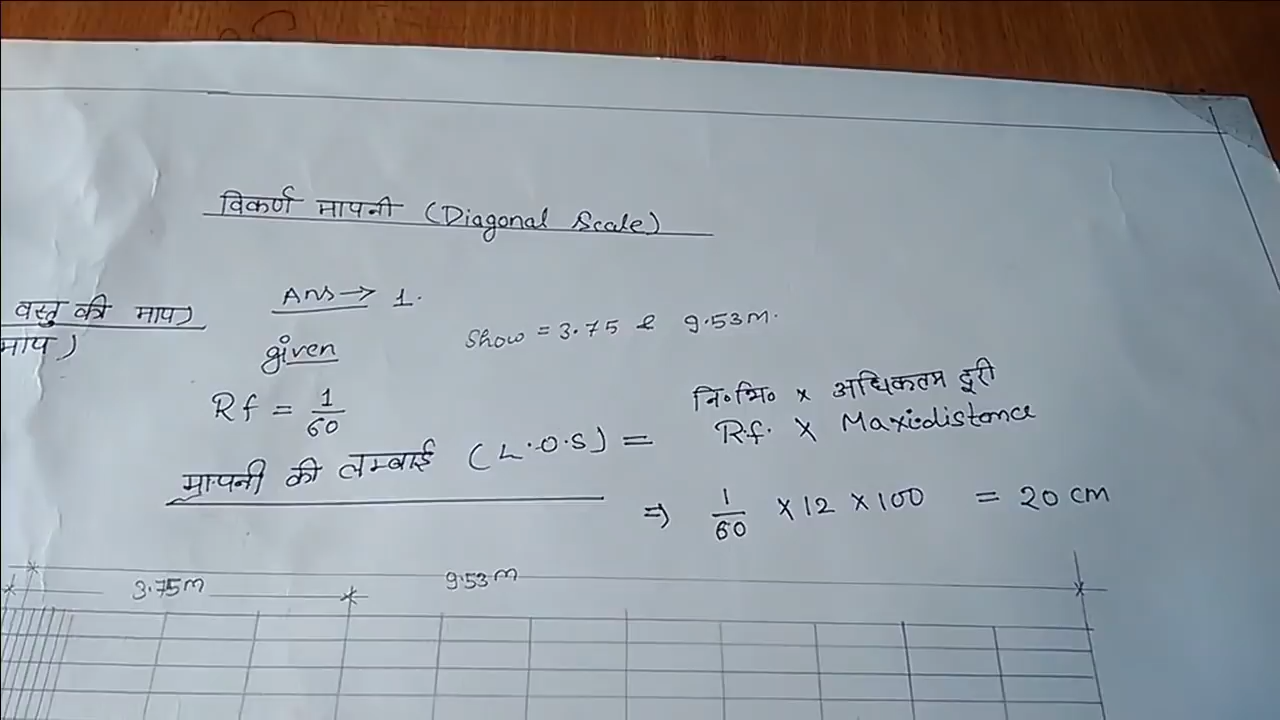 विकर्ण मापनी (Diagonal Scale)
वस्तु की माप)
माप)
Ans → 1.
given
Show = 3.75 & 9.53m.
Rf = 1/60
नि०भि० × अधिकतम दूरी
मापनी की लम्बाई (L.O.S) = R.f. × Maxi.distance
⇒ 1/60 × 12 × 100 = 20 cm
3.75m
9.53m